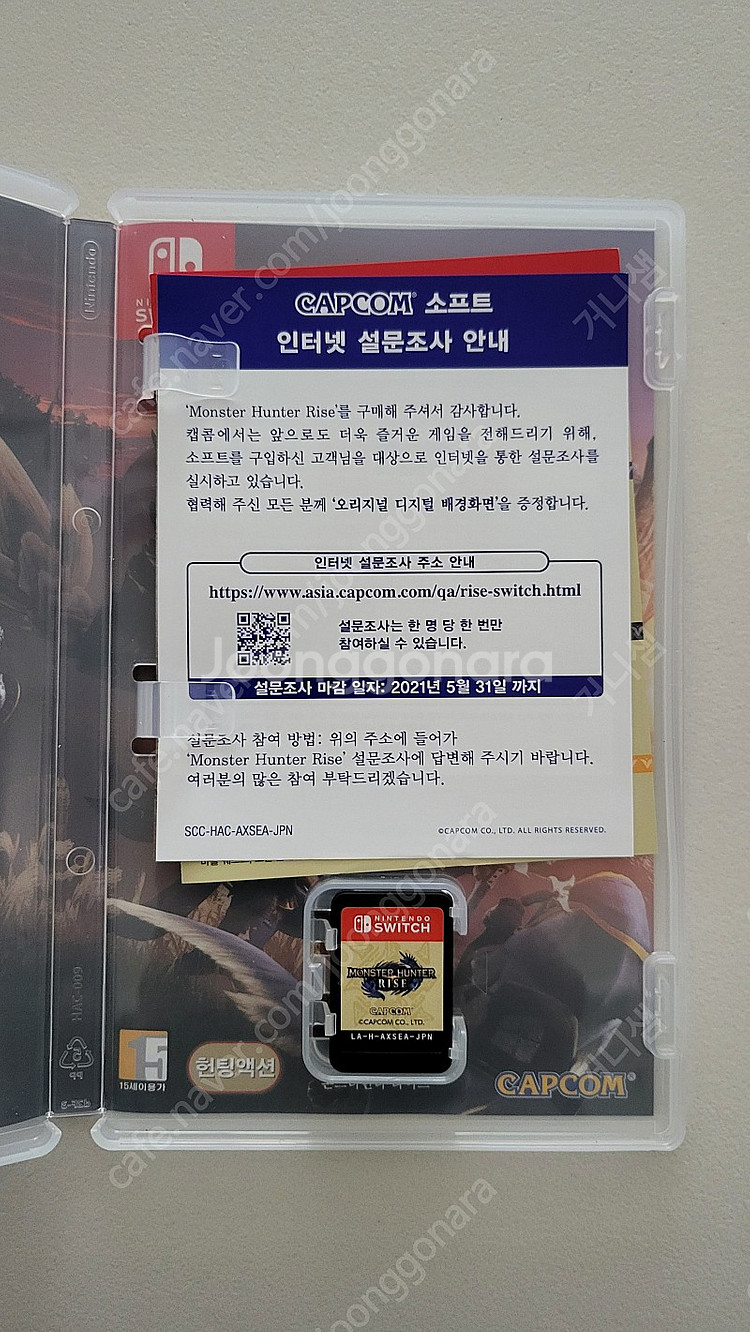 Nintendo
CAPCOM 소프트
인터넷 설문조사 안내
'Monster Hunter Rise'를 구매해 주셔서 감사합니다.
캡콤에서는 앞으로도 더욱 즐거운 게임을 전해드리기 위해,
소프트를 구입하신 고객님을 대상으로 인터넷을 통한 설문조사를
실시하고 있습니다.
협력해 주신 모든 분께 '오리지널 디지털 배경화면'을 증정합니다.
인터넷 설문조사 주소 안내
https://www.asia.capcom.com/qa/rise-switch.html
설문조사는 한 명 당 한 번만
참여하실 수 있습니다.
Joonggonara
설문조사 마감 일자: 2021년 5월 31일 까지
설문조사 참여 방법: 위의 주소에 들어가
'Monster Hunter Rise' 설문조사에 답변해 주시기 바랍니다.
여러분의 많은 참여 부탁드리겠습니다.
SCC-HAC-AXSEA-JPN
©CAPCOM CO., LTD. ALL RIGHTS RESERVED.
NINTENDO
SWITCH
MONSTER HUNTER
RISE
CAPCOM
©CAPCOM CO., LTD.
LA-H-AXSEA-JPN
HAC-009
15
15세이용가
헌팅액션
CAPCOM
cafe.naver.com/joonggonara
거니샘